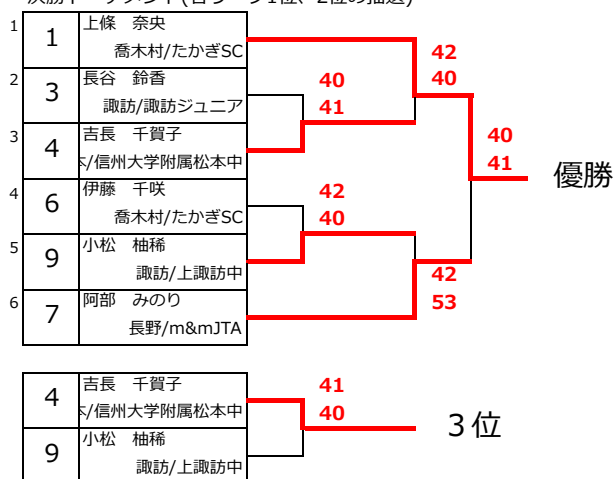 1 1 上條 奈央
喬木村/たかぎSC
42
40
2 3 長谷 鈴香
諏訪/諏訪ジュニア
40
41
3 4 吉長 千賀子
/信州大学附属松本中
40
41
優勝
4 6 伊藤 千咲
喬木村/たかぎSC
42
40
5 9 小松 柚稀
諏訪/上諏訪中
42
53
6 7 阿部 みのり
長野/m&mJTA
4 吉長 千賀子
/信州大学附属松本中
41
40
3位
9 小松 柚稀
諏訪/上諏訪中